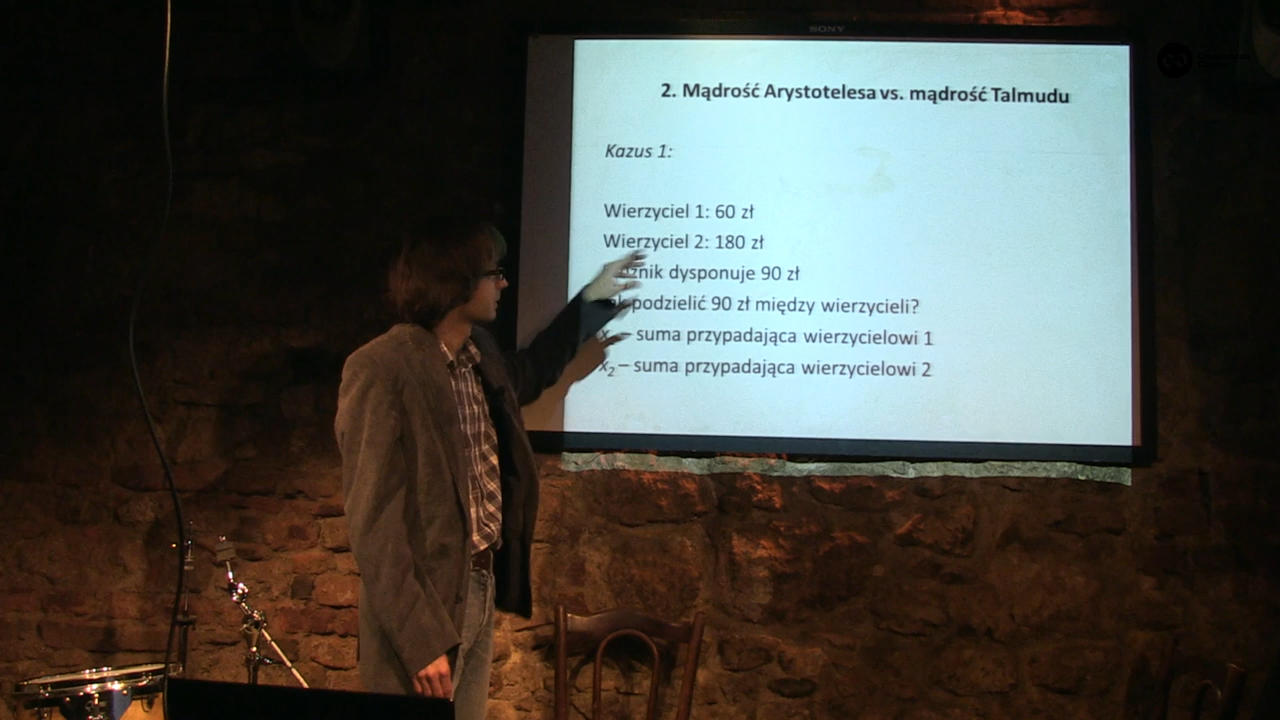 SONY
2. Mądrość Arystotelesa vs. mądrość Talmudu
Kazus 1:
Wierzyciel 1: 60 zł
Wierzyciel 2: 180 zł
dysponuje 90 zł
podzielić 90 zł między wierzycieli?
– suma przypadająca wierzycielowi 1
x₂ – suma przypadająca wierzycielowi 2